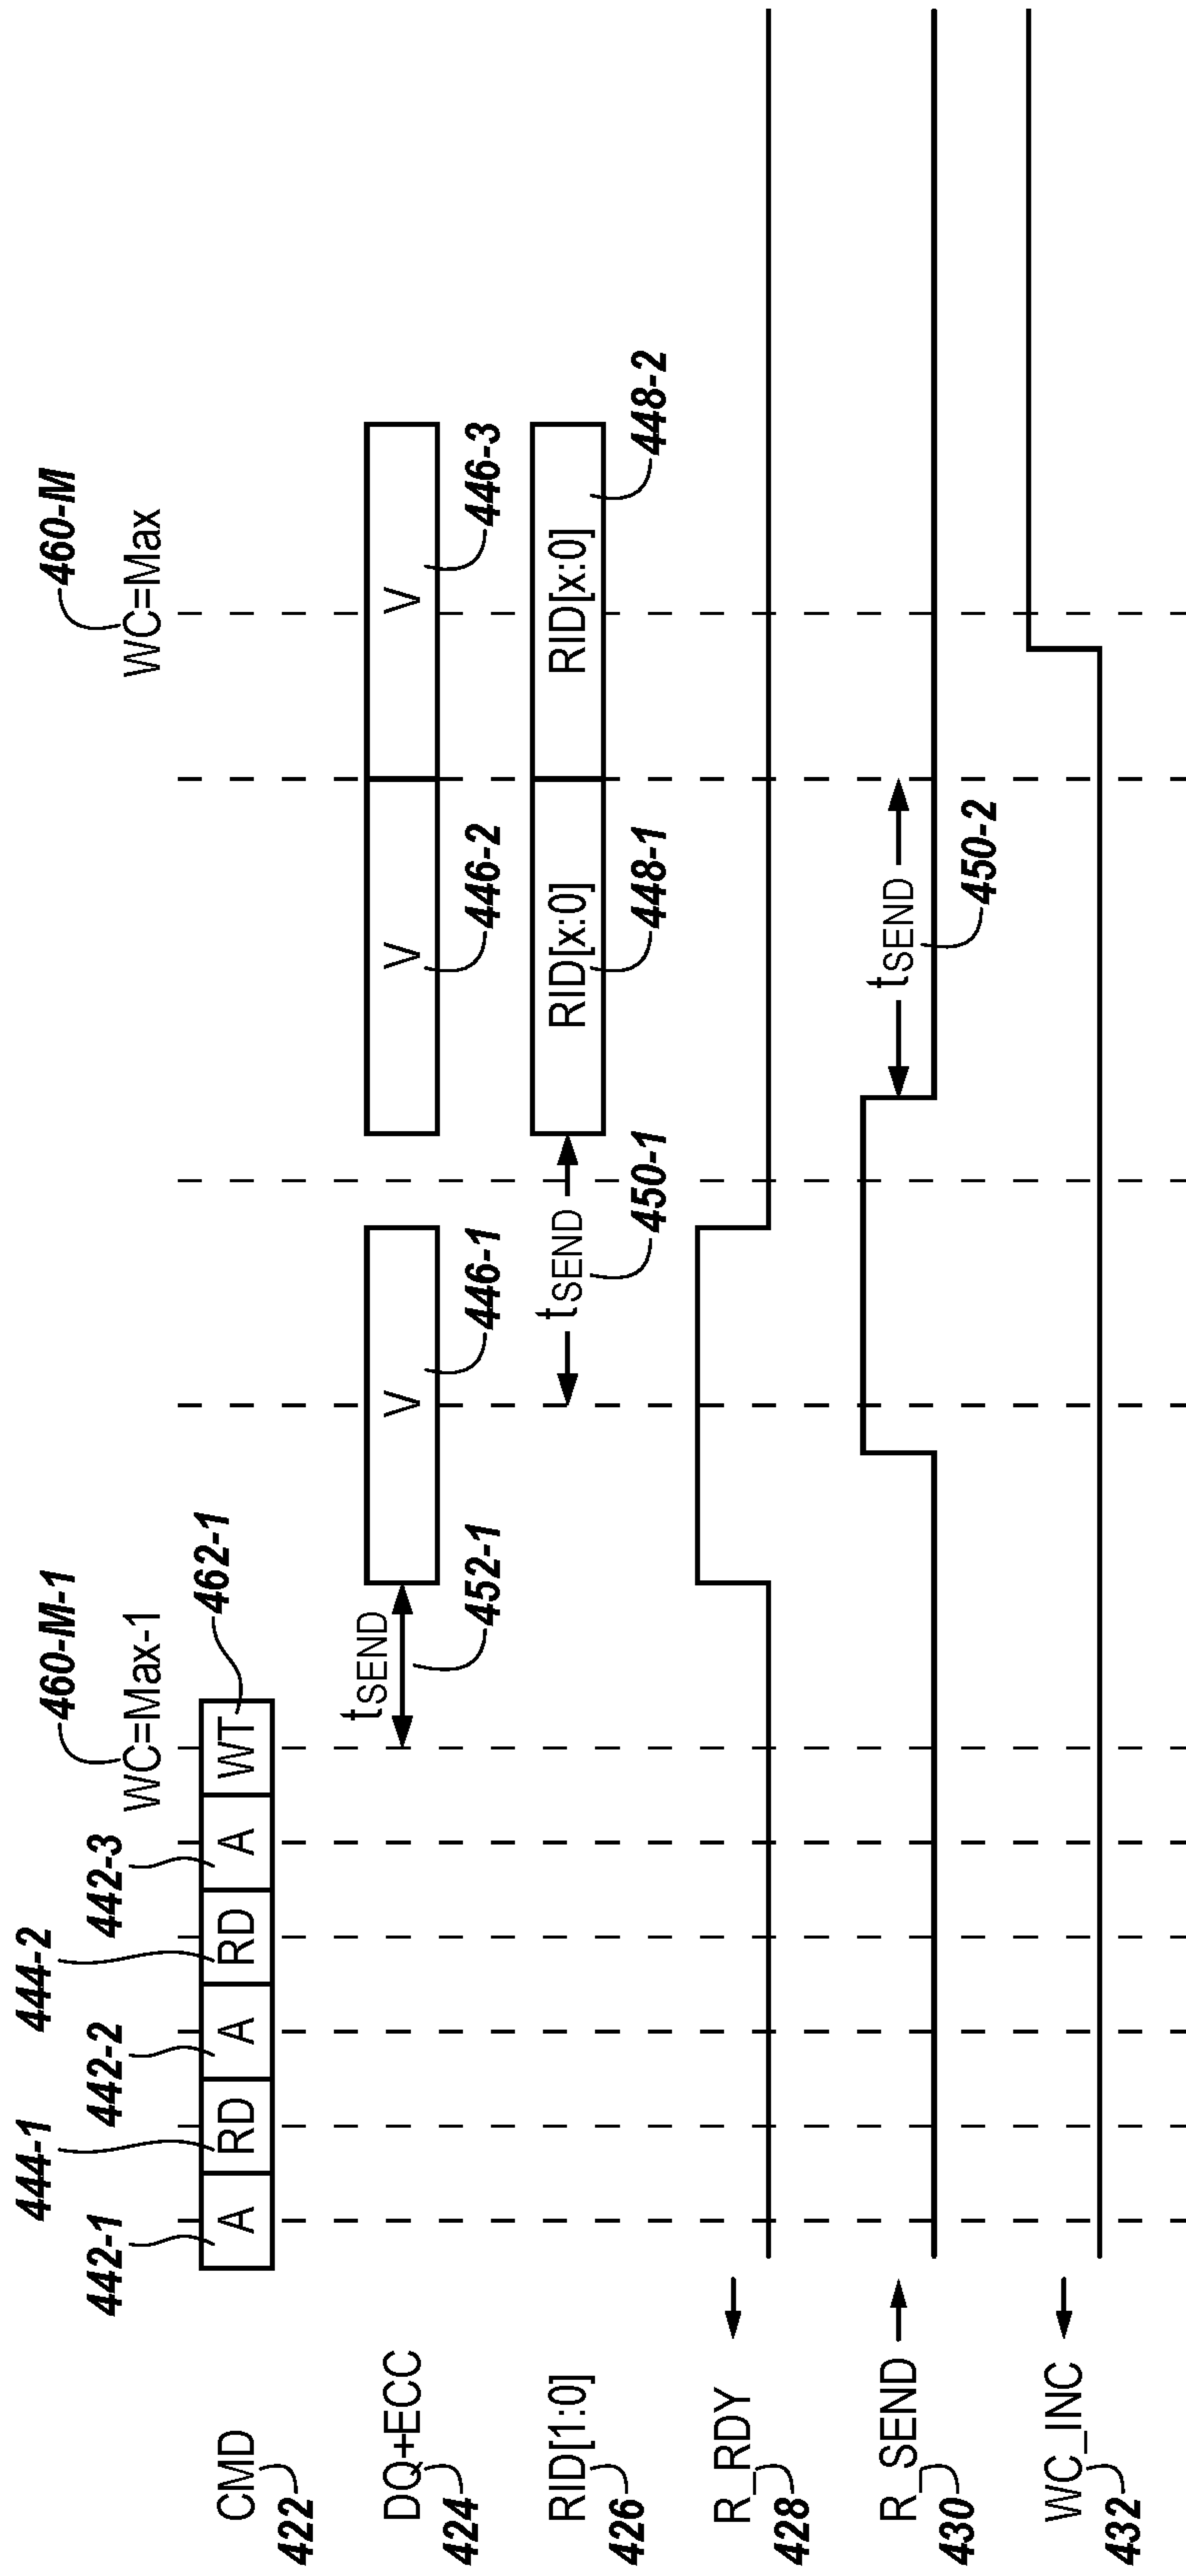 444-1 444-2 460-M-1 460-M
442-1 442-2 442-3 WC=Max-1 WC=Max
462-1
CMD A RD A RD A WT
422
tSEND
452-1
DQ+ECC V V V
424 446-1 446-2 446-3
RID[1:0] tSEND RID[x:0] RID[x:0]
426 450-1 448-1 448-2
R_RDY
428
R_SEND tSEND
430 450-2
WC_INC
432